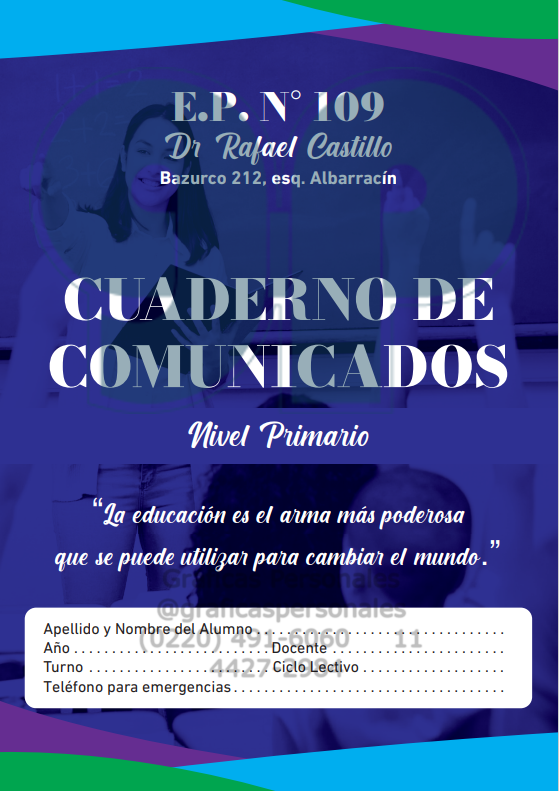 E.P. N° 109
Dr Rafael Castillo
Bazurco 212, esq. Albarracín
CUADERNO DE
COMUNICADOS
Nivel Primario
“La educación es el arma más poderosa
que se puede utilizar para cambiar el mundo.”
@grancaspersonales
Apellido y Nombre del Alumno
(0220) 491-6060 11
Año Docente
4427-2984
Turno Ciclo Lectivo
Teléfono para emergencias